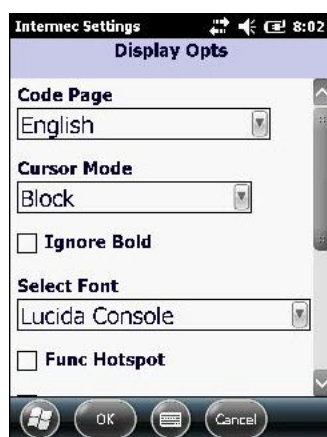 Intermec Settings 8:02
Display Opts
Code Page
English
Cursor Mode
Block
Ignore Bold
Select Font
Lucida Console
Func Hotspot
OK Cancel